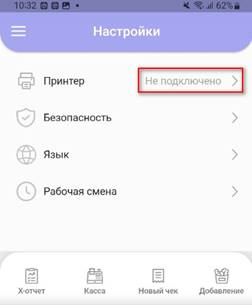 10:32 62%
Настройки
Принтер Не подключено
Безопасность
Язык
Рабочая смена
X-отчет Касса Новый чек Добавление